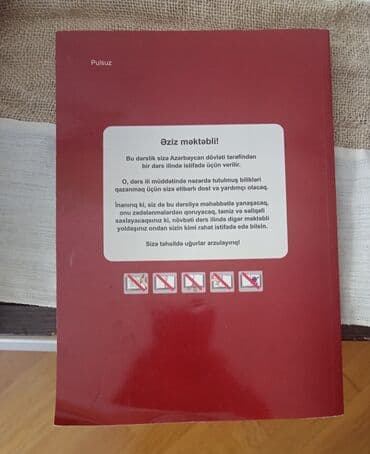 Pulsuz
Əziz məktəbli!
Bu dərslik sizə Azərbaycan dövləti tərəfindən
bir dərs ilində istifadə üçün verilir.
O, dərs ili müddətində nəzərdə tutulmuş bilikləri
qazanmaq üçün sizə etibarlı dost və yardımçı olacaq.
İnanırıq ki, siz də bu dərsliyə məhəbbətlə yanaşacaq,
onu zədələnmələrdən qoruyacaq, təmiz və səliqəli
saxlayacaqsınız ki, növbəti dərs ilində digər məktəbli
yoldaşınız ondan sizin kimi rahat istifadə edə bilsin.
Sizə təhsildə uğurlar arzulayırıq!